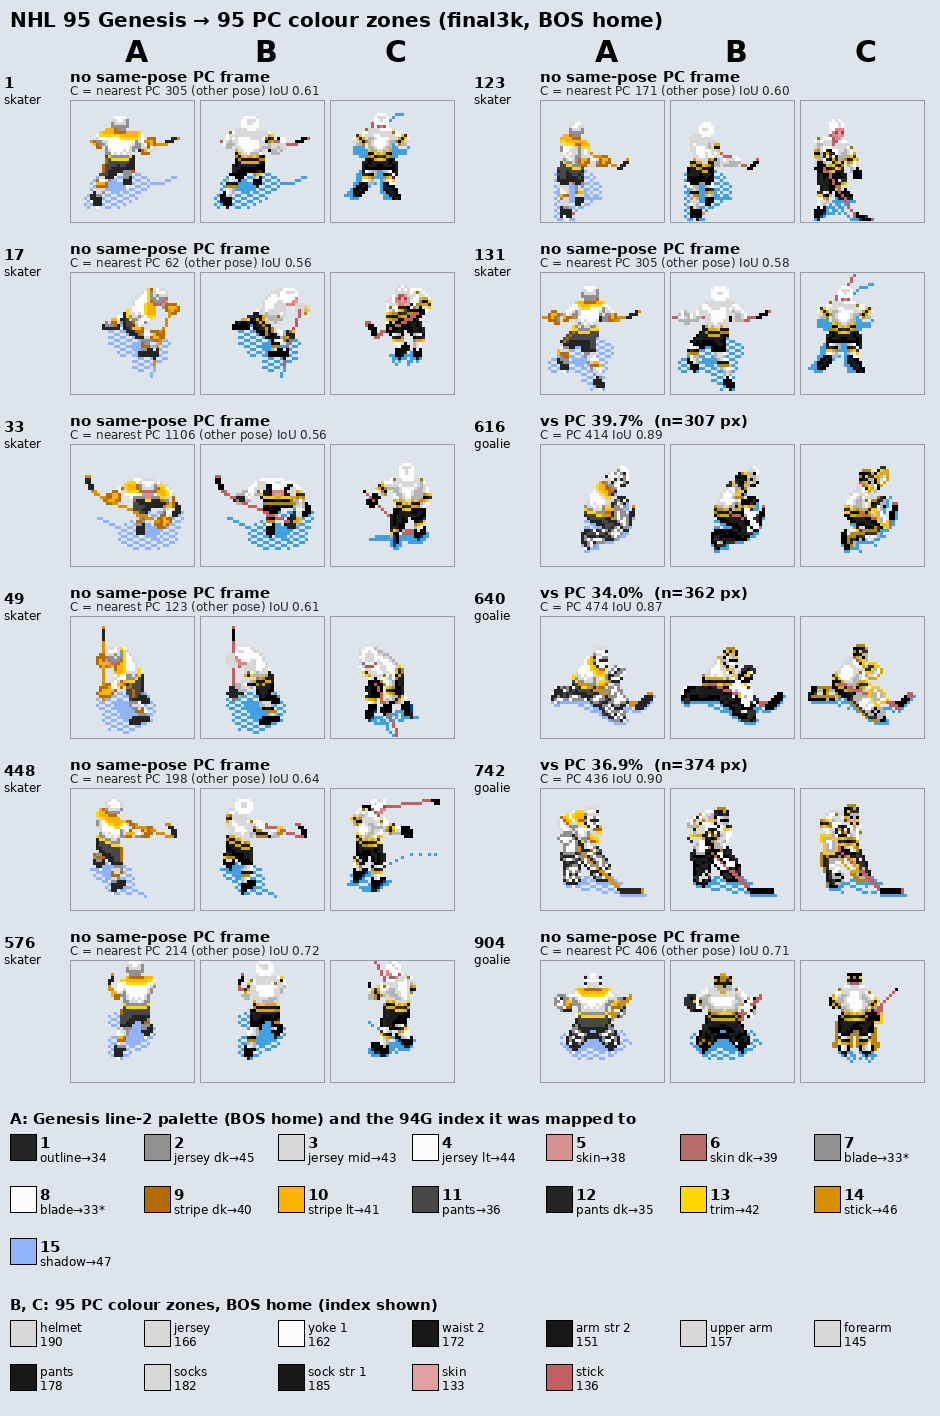 NHL 95 Genesis → 95 PC colour zones (final3k, BOS home)
A B C
A B C
1
skater
no same-pose PC frame
C = nearest PC 305 (other pose) IoU 0.61
123
skater
no same-pose PC frame
C = nearest PC 171 (other pose) IoU 0.60
17
skater
no same-pose PC frame
C = nearest PC 62 (other pose) IoU 0.56
131
skater
no same-pose PC frame
C = nearest PC 305 (other pose) IoU 0.58
33
skater
no same-pose PC frame
C = nearest PC 1106 (other pose) IoU 0.56
616
goalie
vs PC 39.7% (n=307 px)
C = PC 414 IoU 0.89
49
skater
no same-pose PC frame
C = nearest PC 123 (other pose) IoU 0.61
640
goalie
vs PC 34.0% (n=362 px)
C = PC 474 IoU 0.87
448
skater
no same-pose PC frame
C = nearest PC 198 (other pose) IoU 0.64
742
goalie
vs PC 36.9% (n=374 px)
C = PC 436 IoU 0.90
576
skater
no same-pose PC frame
C = nearest PC 214 (other pose) IoU 0.72
904
goalie
no same-pose PC frame
C = nearest PC 406 (other pose) IoU 0.71
A: Genesis line-2 palette (BOS home) and the 94G index it was mapped to
1
outline→34
2
jersey dk→45
3
jersey mid→43
4
jersey lt→44
5
skin→38
6
skin dk→39
7
blade→33*
8
blade→33*
9
stripe dk→40
10
stripe lt→41
11
pants→36
12
pants dk→35
13
trim→42
14
stick→46
15
shadow→47
B, C: 95 PC colour zones, BOS home (index shown)
helmet
190
jersey
166
yoke 1
162
waist 2
172
arm str 2
151
upper arm
157
forearm
145
pants
178
socks
182
sock str 1
185
skin
133
stick
136